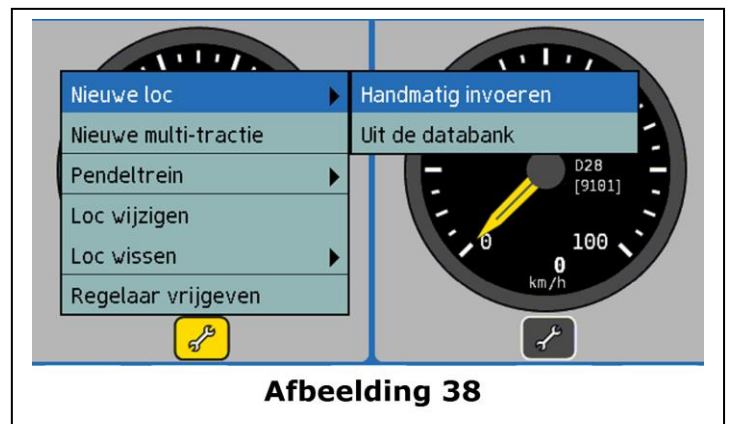 Nieuwe loc
Handmatig invoeren
Nieuwe multi-tractie
Uit de databank
Pendeltrein
D28
[9101]
Loc wijzigen
Loc wissen
0
100
0
km/h
Regelaar vrijgeven
Afbeelding 38